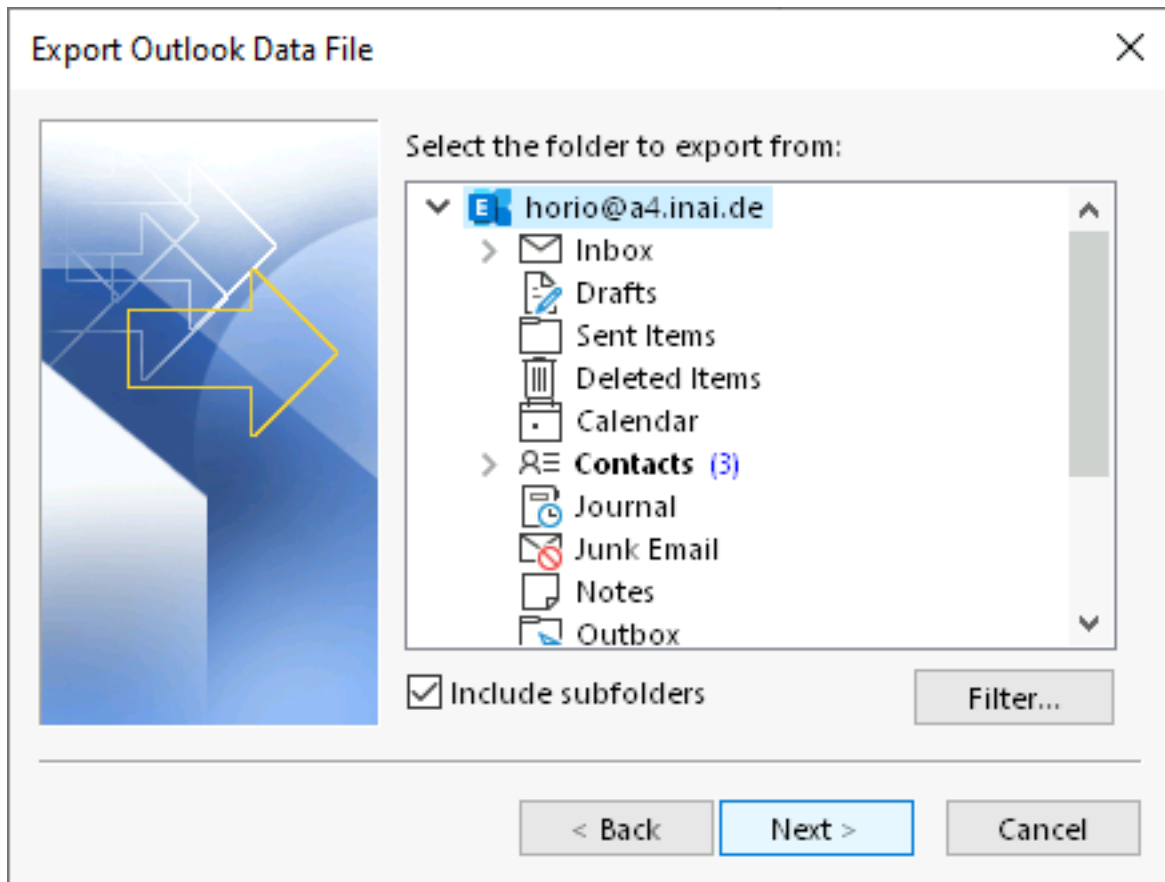 Export Outlook Data File
Select the folder to export from:
E horio@a4.inai.de
Inbox
Drafts
Sent Items
Deleted Items
Calendar
Contacts (3)
Journal
Junk Email
Notes
Outbox
Include subfolders
Filter...
< Back
Next >
Cancel